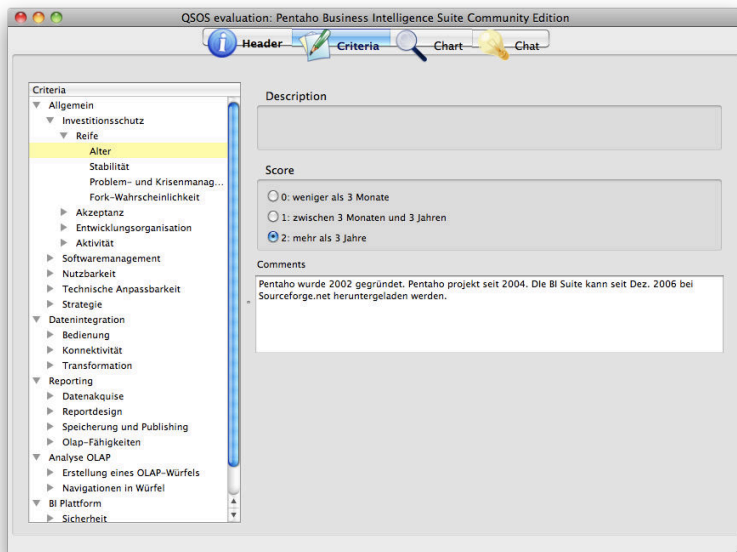 QSOS evaluation: Pentaho Business Intelligence Suite Community Edition
Header
Criteria
Chart
Chat
Criteria
Allgemein
Investitionsschutz
Reife
Alter
Stabilität
Problem- und Krisenmanag...
Fork-Wahrscheinlichkeit
Akzeptanz
Entwicklungsorganisation
Aktivität
Softwaremanagement
Nutzbarkeit
Technische Anpassbarkeit
Strategie
Datenintegration
Bedienung
Konnektivität
Transformation
Reporting
Datenakquise
Reportdesign
Speicherung und Publishing
Olap-Fähigkeiten
Analyse OLAP
Erstellung eines OLAP-Würfels
Navigationen in Würfel
BI Plattform
Sicherheit
Description
Score
0: weniger als 3 Monate
1: zwischen 3 Monaten und 3 Jahren
2: mehr als 3 Jahre
Comments
Pentaho wurde 2002 gegründet. Pentaho projekt seit 2004. DIe BI Suite kann seit Dez. 2006 bei
Sourceforge.net heruntergeladen werden.